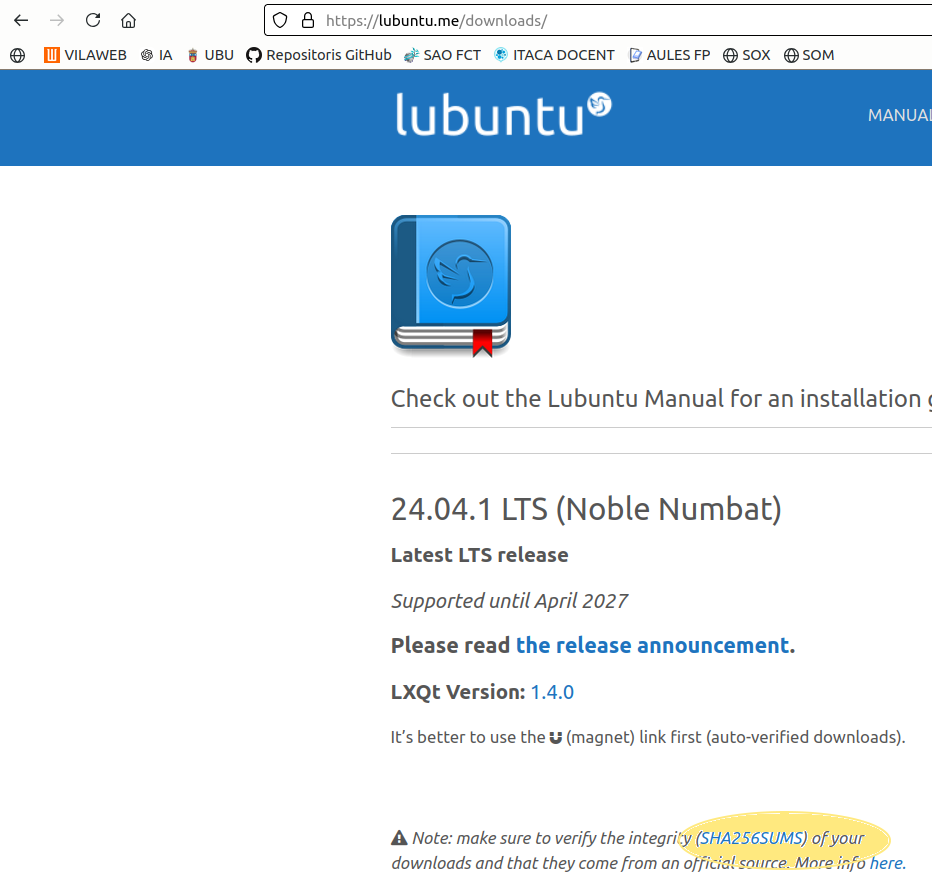 https://lubuntu.me/downloads/
VILAWEB IA UBU Repositoris GitHub SAO FCT ITACA DOCENT AULES FP SOX SOM
lubuntu
MANUAL
Check out the Lubuntu Manual for an installation
24.04.1 LTS (Noble Numbat)
Latest LTS release
Supported until April 2027
Please read the release announcement.
LXQt Version: 1.4.0
It’s better to use the (magnet) link first (auto-verified downloads).
Note: make sure to verify the integrity (SHA256SUMS) of your
downloads and that they come from an official source. More info here.